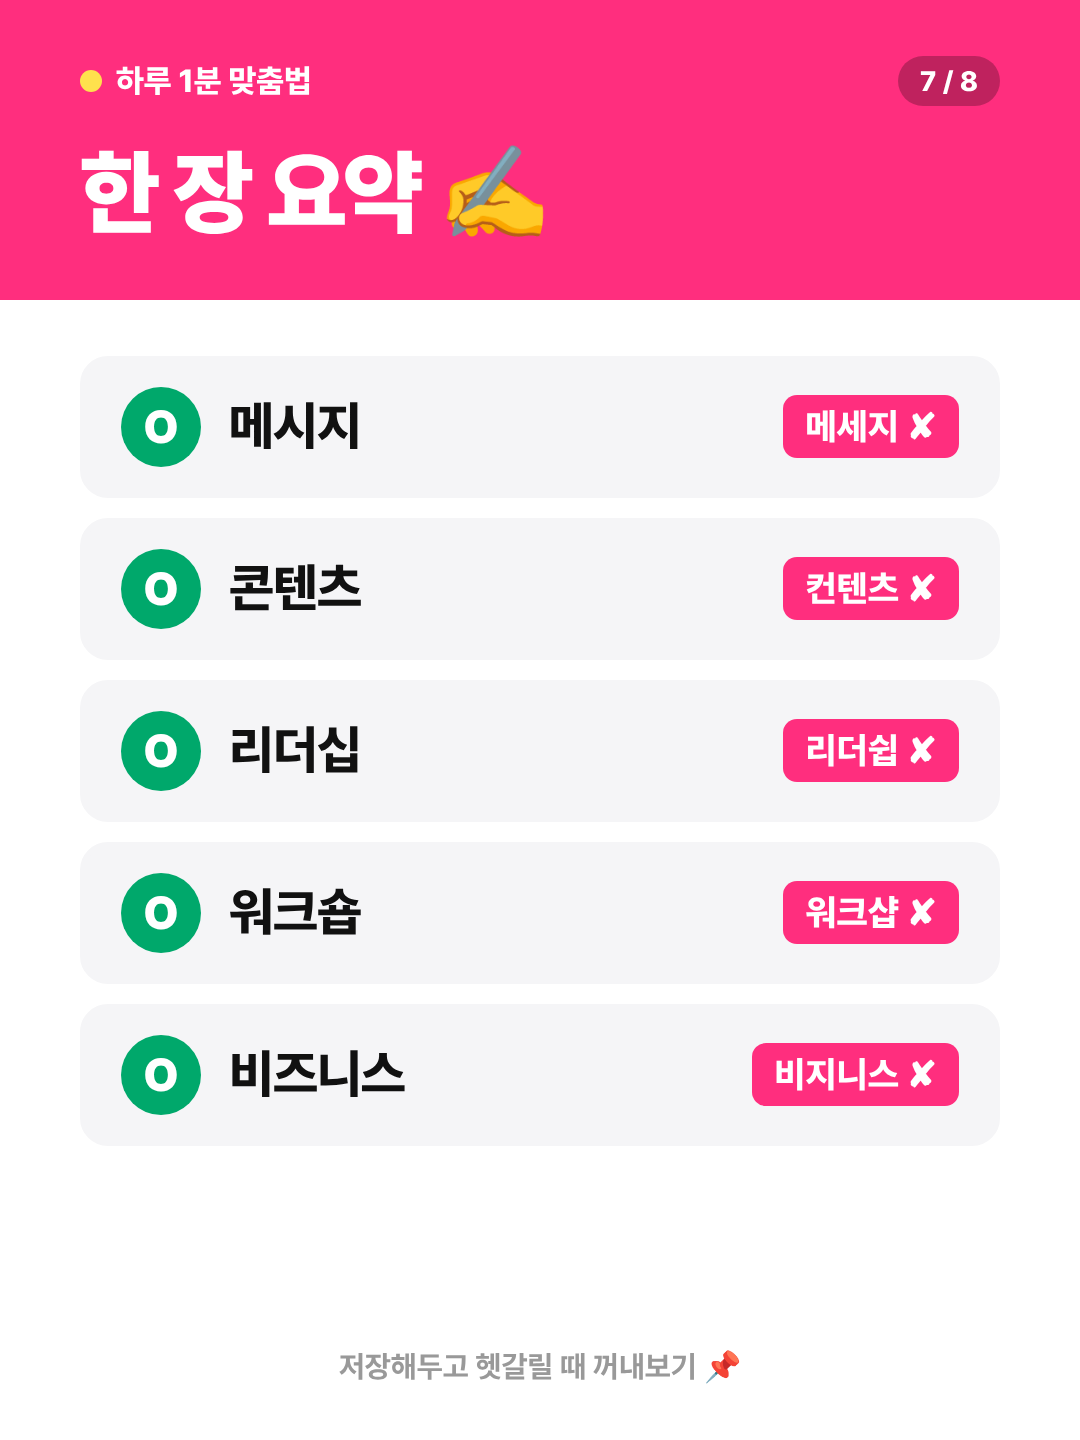 하루 1분 맞춤법
7 / 8
한 장 요약 ✍️
O 메시지 메세지 ✘
O 콘텐츠 컨텐츠 ✘
O 리더십 리더쉽 ✘
O 워크숍 워크샵 ✘
O 비즈니스 비지니스 ✘
저장해두고 헷갈릴 때 꺼내보기 📌